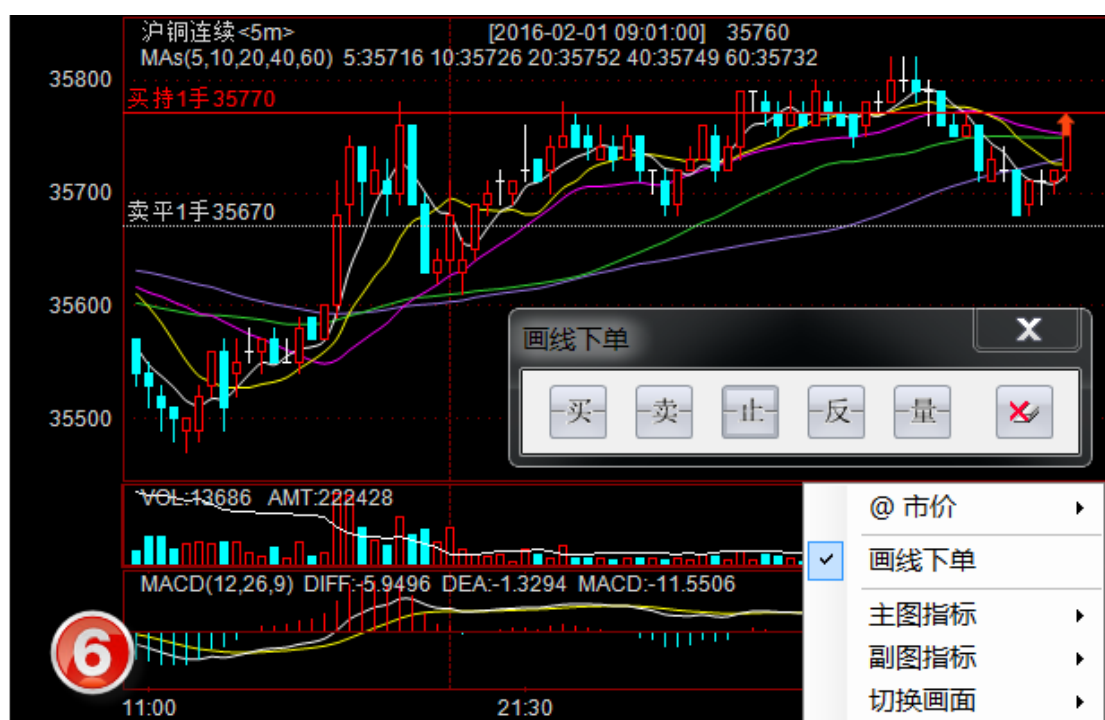 沪铜连续<5m> [2016-02-01 09:01:00] 35760
MAs(5,10,20,40,60) 5:35716 10:35726 20:35752 40:35749 60:35732
35800
买持1手35770
35700
卖平1手35670
35600
画线下单 X
买 卖 止 反 量
35500
VOL:13686 AMT:222428
@ 市价
画线下单
MACD(12,26,9) DIFF:-5.9496 DEA:-1.3294 MACD:-11.5506
主图指标
6
副图指标
切换画面
11:00 21:30